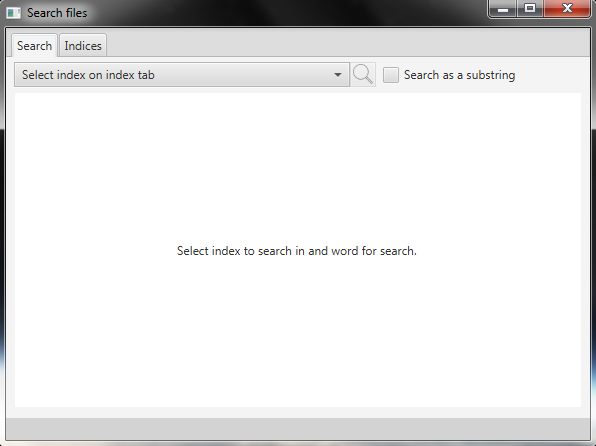 Search files
Search
Indices
Select index on index tab
Search as a substring
Select index to search in and word for search.